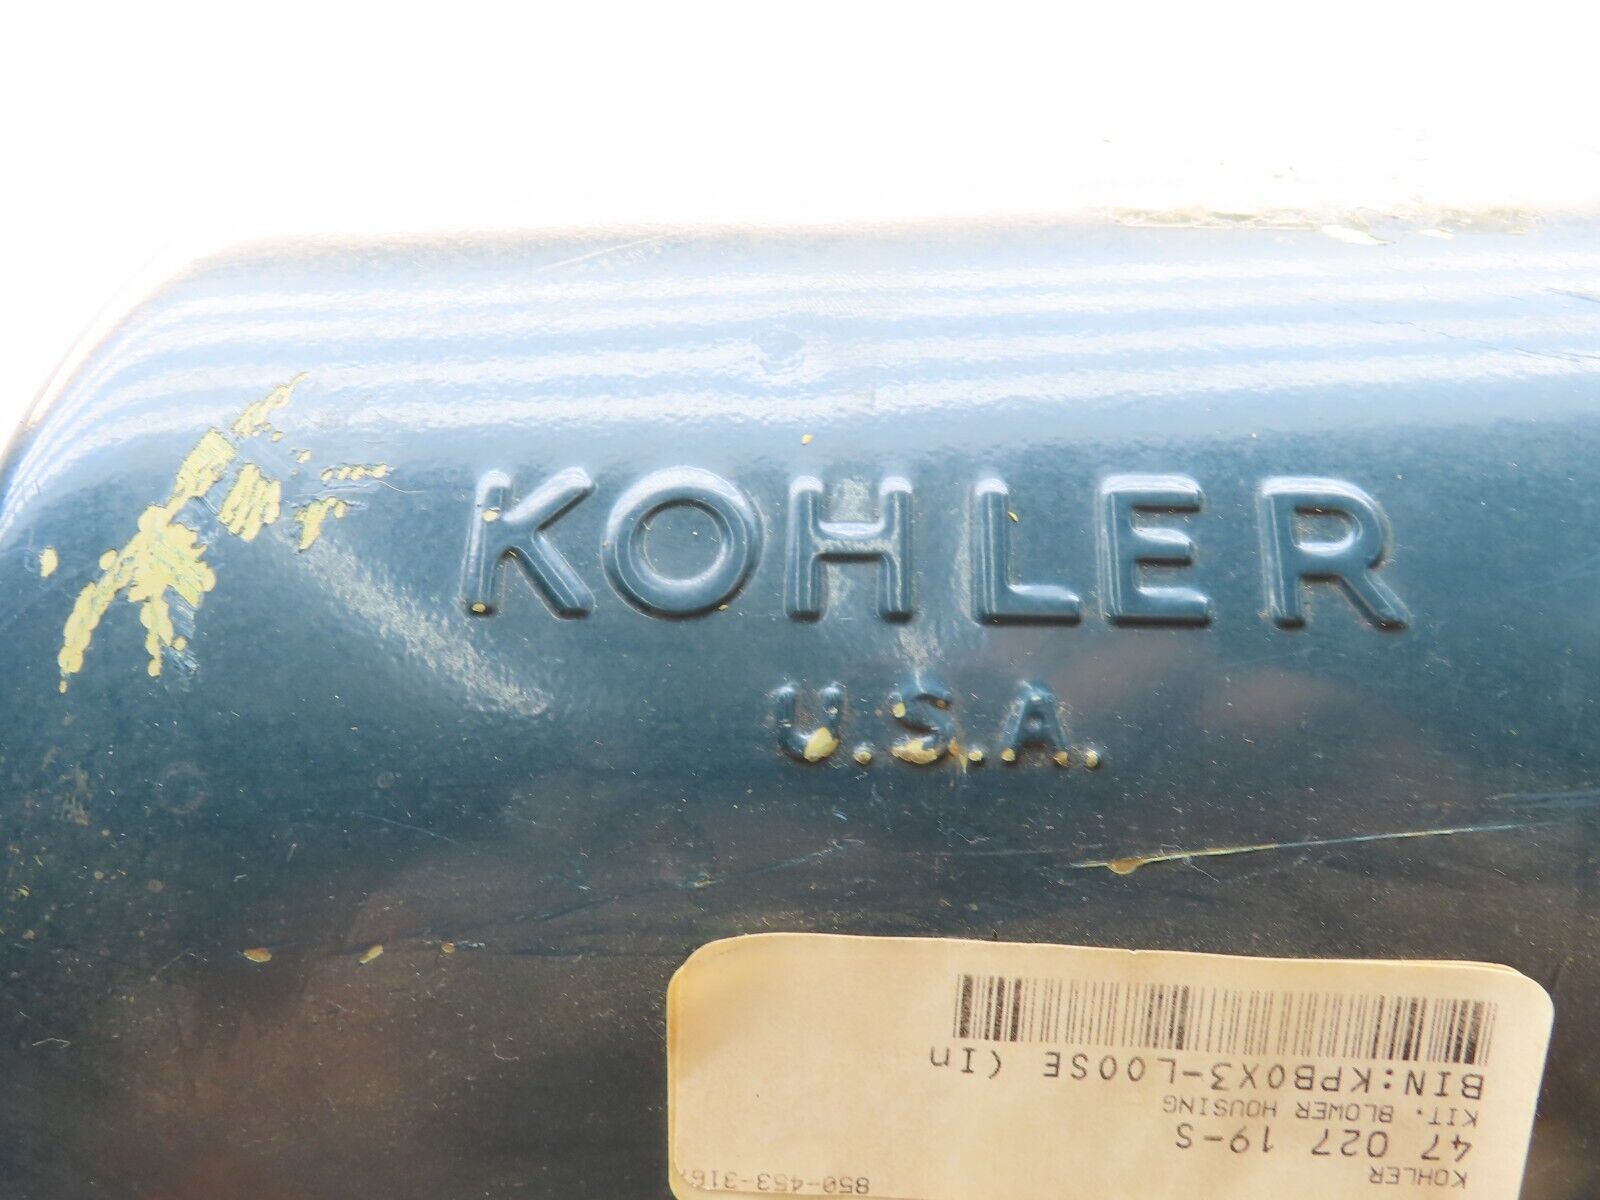 KOHLER
U.S.A.
KOHLER 850-453-316
47 027 19-S
KIT. BLOWER HOUSING
BIN:KPBOX3-LOOSE (In